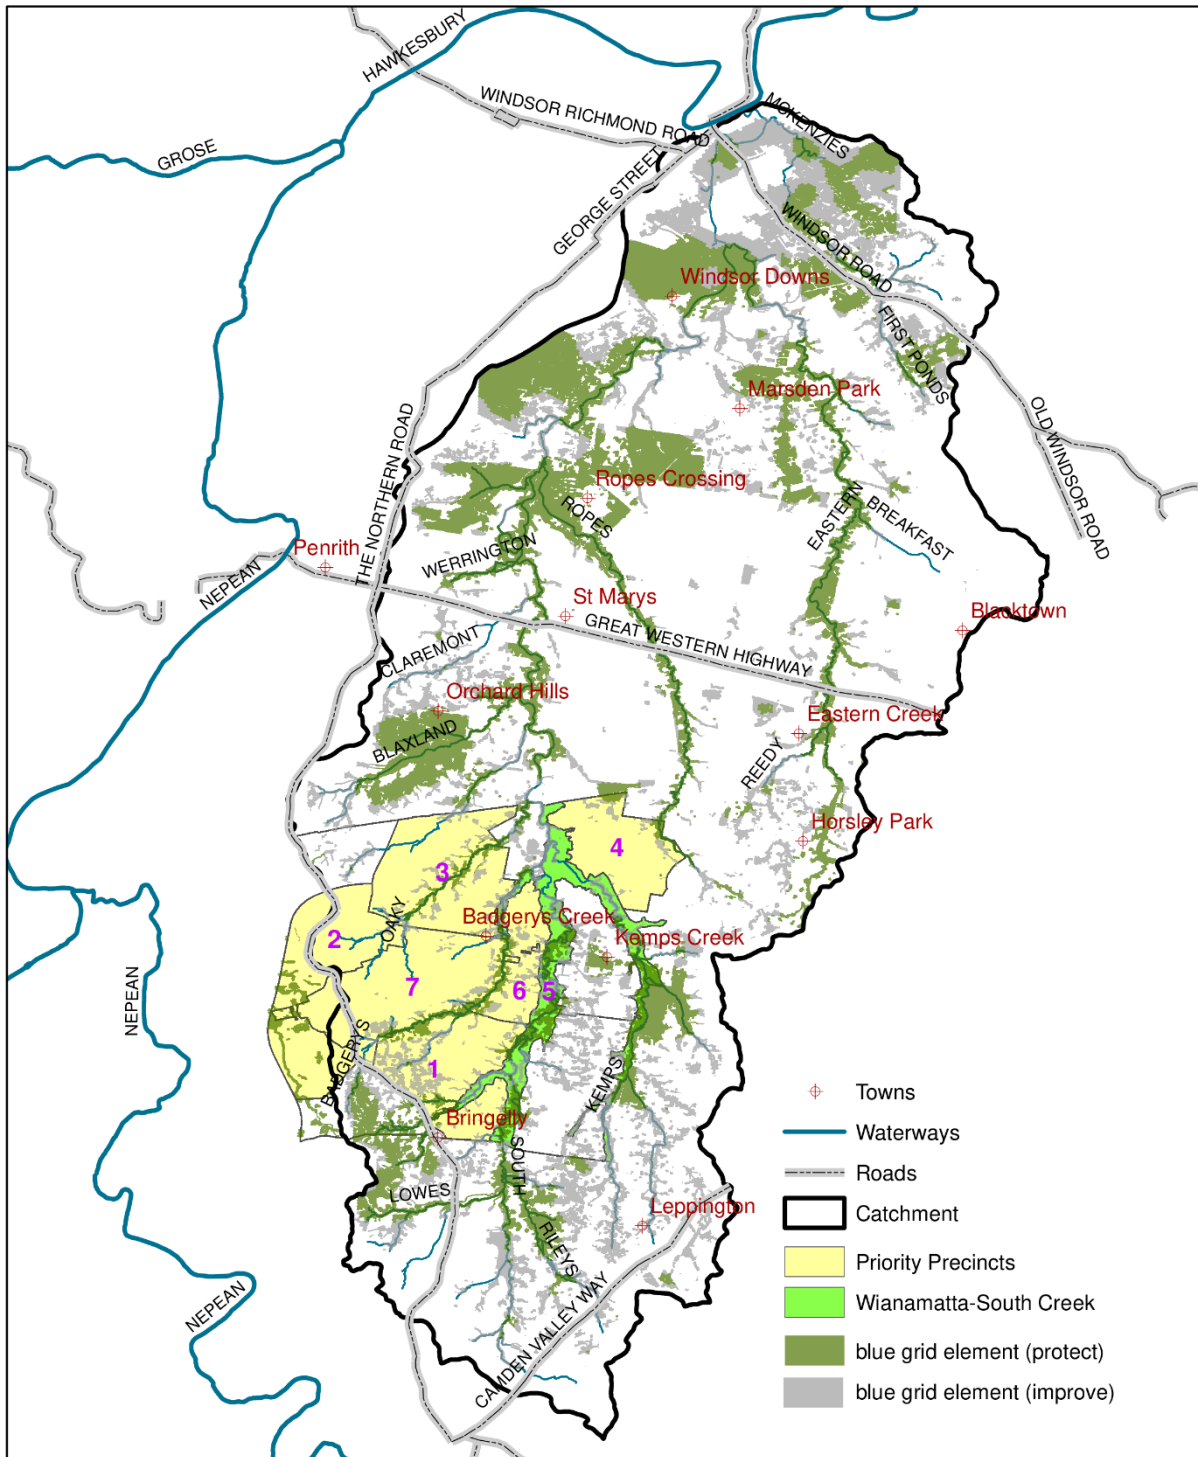 HAWKESBURY
MCKENZIES
WINDSOR RICHMOND ROAD
GROSE
GEORGE STREET
WINDSOR ROAD
Windsor Downs
FIRST PONDS
Marsden Park
OLD WINDSOR ROAD
THE NORTHERN ROAD
Ropes Crossing
ROPES
EASTERN
BREAKFAST
Penrith
WERRINGTON
NEPEAN
St Marys
Blacktown
GREAT WESTERN HIGHWAY
CLAREMONT
Orchard Hills
Eastern Creek
BLAXLAND
REEDY
Horsley Park
4
3
OAKY
Badgerys Creek
2
Kemps Creek
7
6
5
NEPEAN
BADGERYS
1
KEMPS
Bringelly
SOUTH
LOWES
Leppington
RILEYS
NEPEAN
CAMDEN VALLEY WAY
Towns
Waterways
Roads
Catchment
Priority Precincts
Wianamatta-South Creek
blue grid element (protect)
blue grid element (improve)